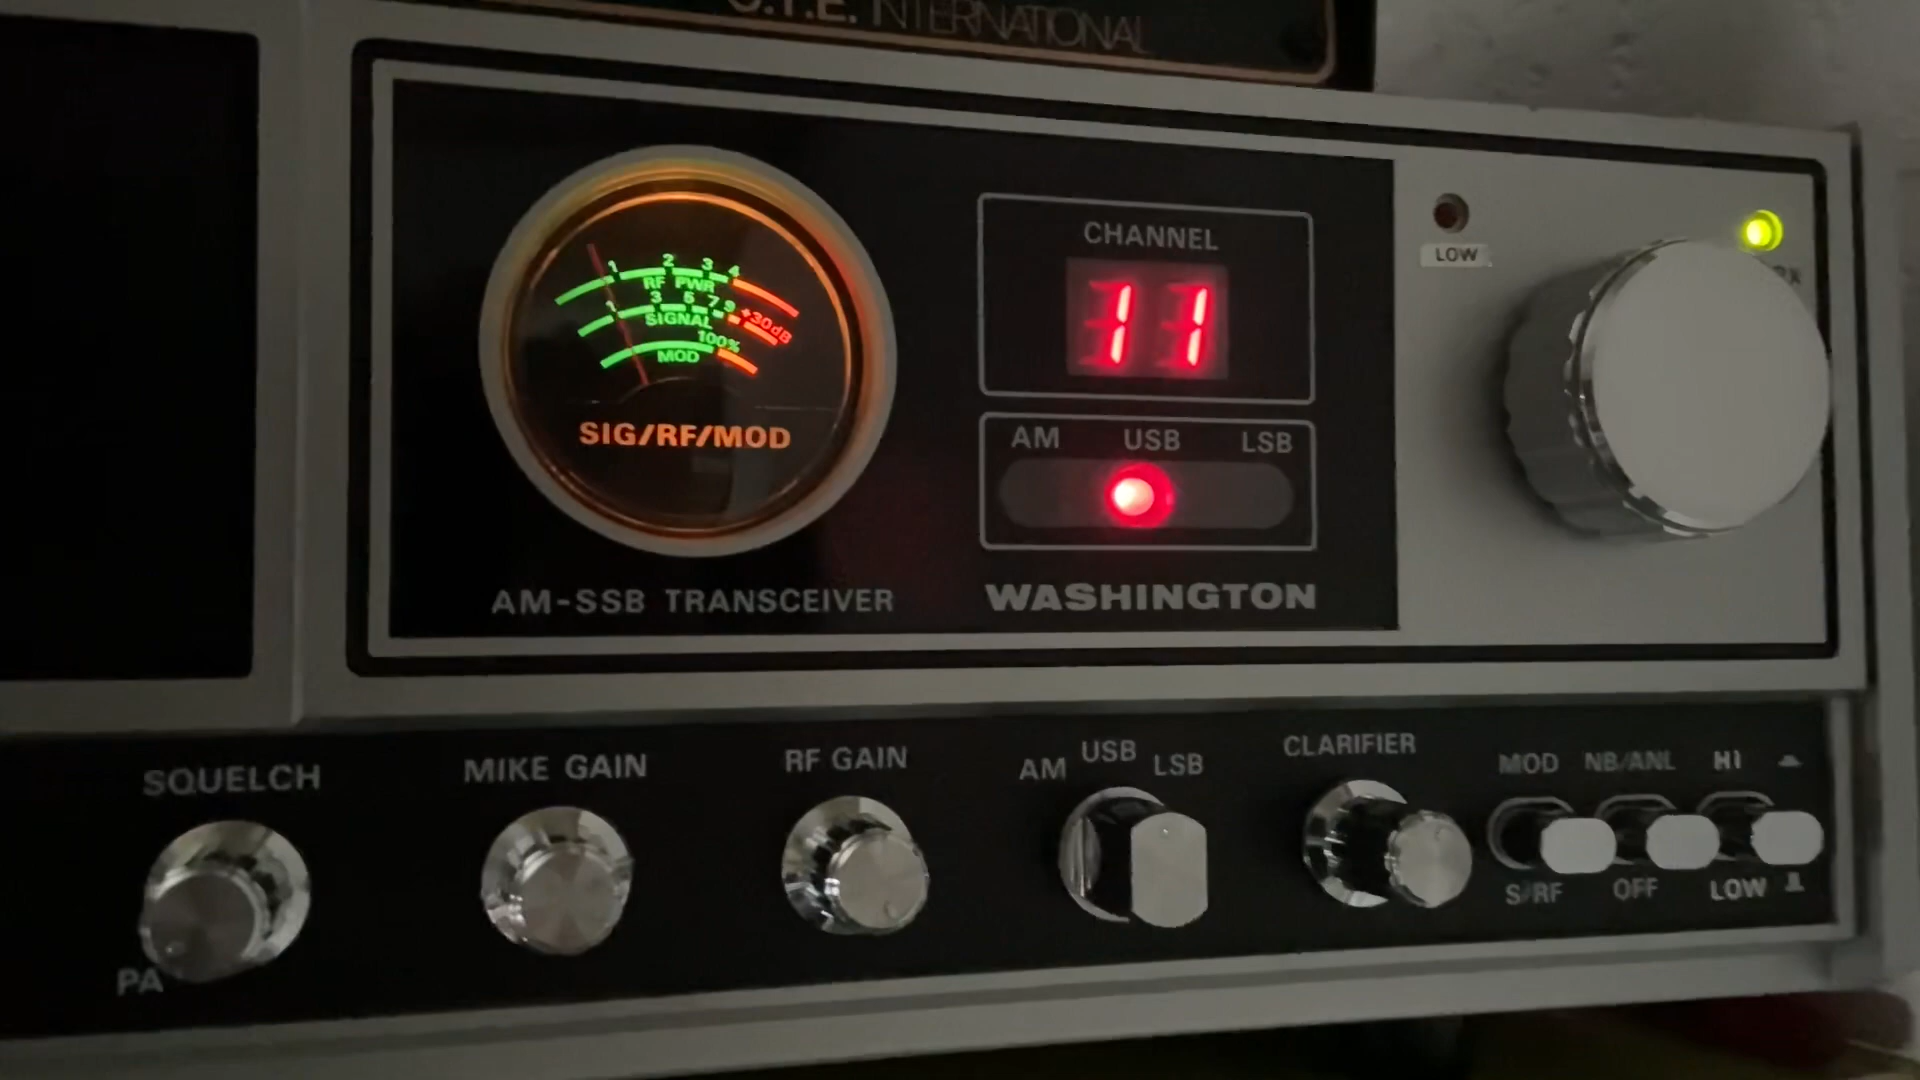 C.T.E. INTERNATIONAL
1 2 3 4
RF PWR
1 3 5 7 9 +30dB
SIGNAL
100%
MOD
SIG/RF/MOD
AM-SSB TRANSCEIVER
CHANNEL
11
AM USB LSB
WASHINGTON
LOW
SQUELCH
PA
MIKE GAIN
RF GAIN
AM USB LSB
CLARIFIER
MOD NB/ANL HI
S/RF OFF LOW